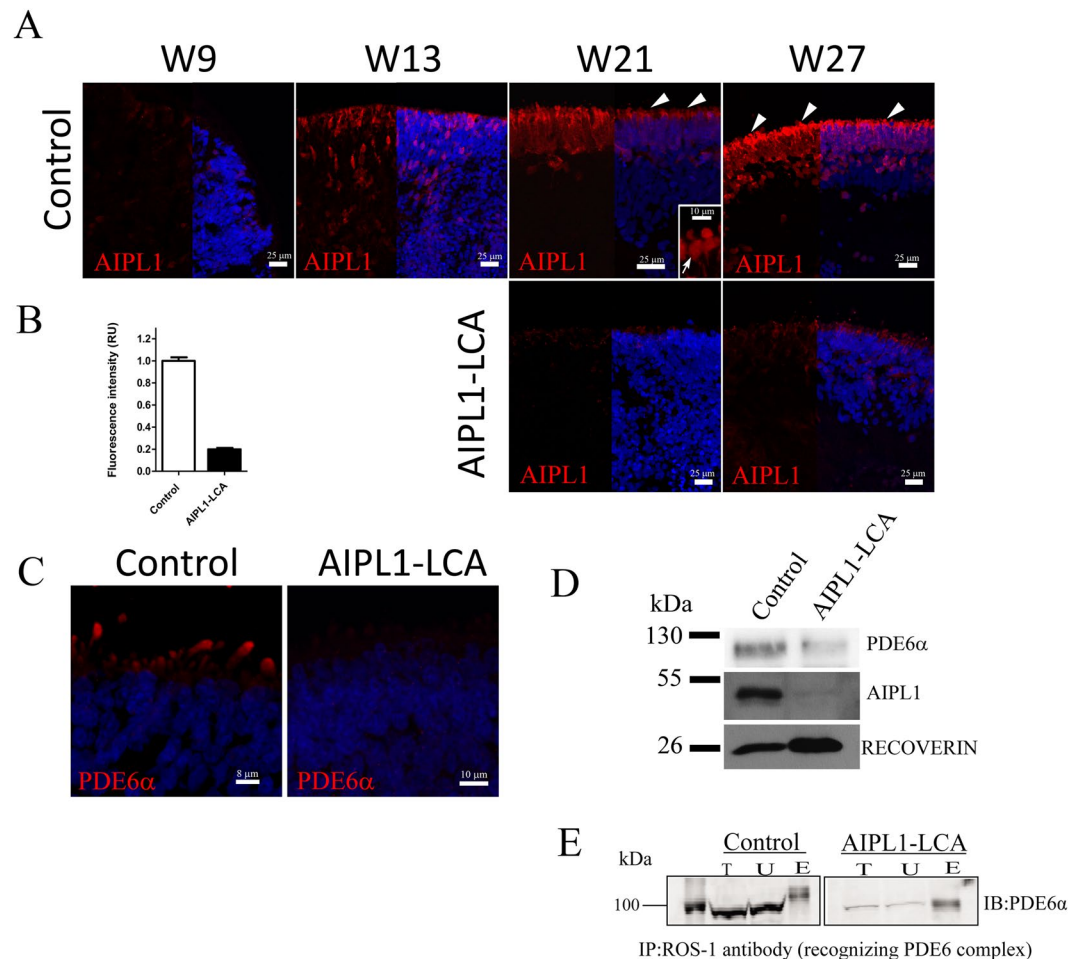 A
W9 W13 W21 W27
Control
AIPL1 25 µm
AIPL1 25 µm
10 µm
AIPL1 25 µm
AIPL1 25 µm
AIPL1-LCA
AIPL1 25 µm
AIPL1 25 µm
B
Fluorescence intensity (RU)
1.2
1.0
0.8
0.6
0.4
0.2
0.0
Control
AIPL1-LCA
C
Control AIPL1-LCA
PDE6α 8 µm
PDE6α 10 µm
D
kDa Control AIPL1-LCA
130 PDE6α
55 AIPL1
26 RECOVERIN
E
Control AIPL1-LCA
kDa T U E T U E
100 IB:PDE6α
IP:ROS-1 antibody (recognizing PDE6 complex)